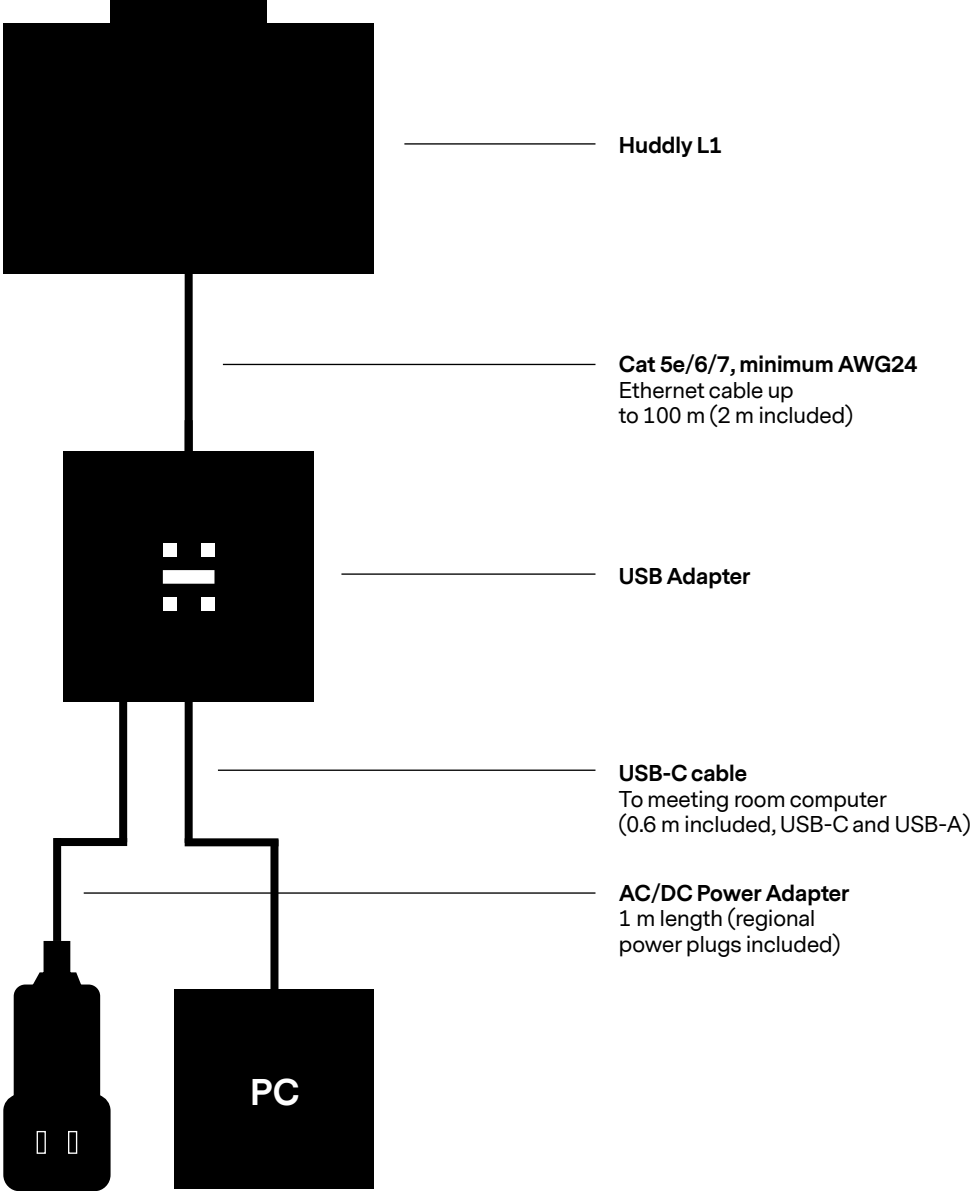 Huddly L1
Cat 5e/6/7, minimum AWG24
Ethernet cable up
to 100 m (2 m included)
USB Adapter
USB-C cable
To meeting room computer
(0.6 m included, USB-C and USB-A)
AC/DC Power Adapter
1 m length (regional
power plugs included)
PC